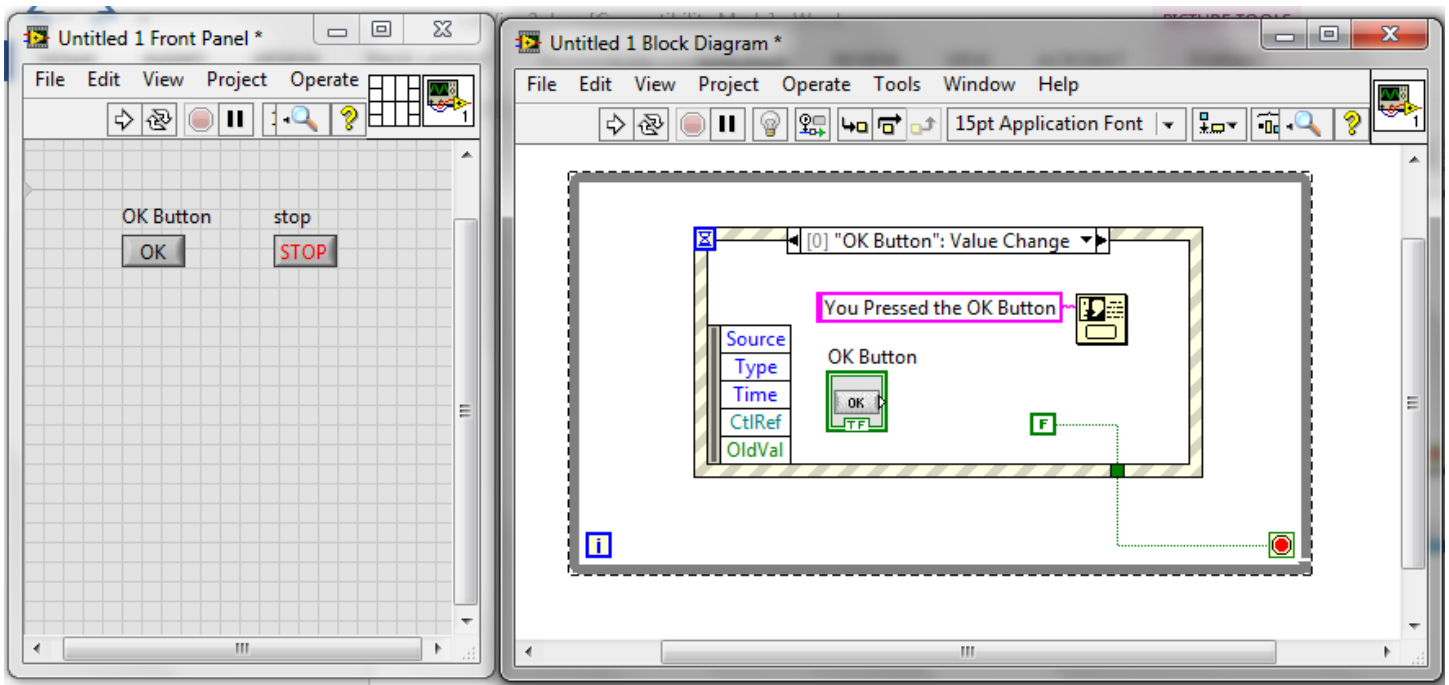 Untitled 1 Front Panel *
File Edit View Project Operate
1
OK Button stop
OK STOP
PICTURE TOOLS
Untitled 1 Block Diagram *
File Edit View Project Operate Tools Window Help
15pt Application Font
1
[0] "OK Button": Value Change
You Pressed the OK Button
Source
Type
Time
CtlRef
OldVal
OK Button
OK
TF
F
i